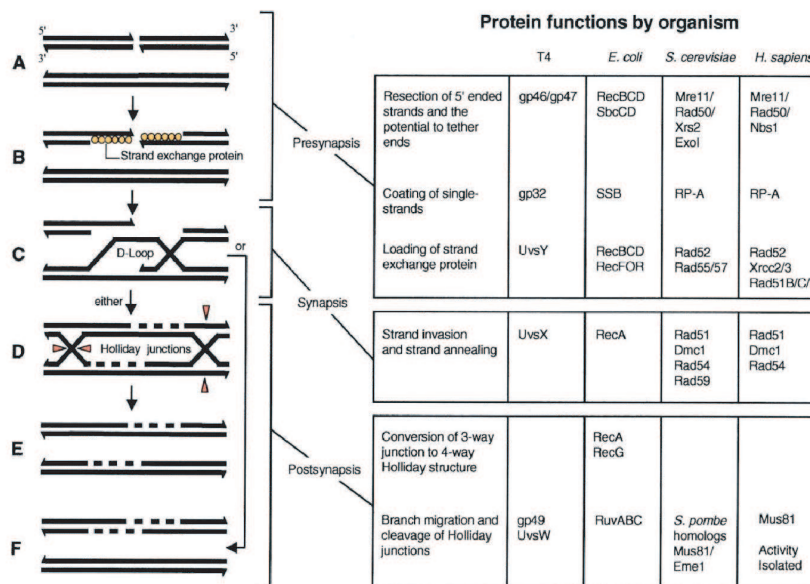 Protein functions by organism
5' 3'
3' 5'
A
B
Strand exchange protein
C
D-Loop
or
either
D
Holliday junctions
E
F
Presynapsis
Synapsis
Postsynapsis
T4 E. coli S. cerevisiae H. sapiens
Resection of 5' ended strands and the potential to tether ends
gp46/gp47
RecBCD
SbcCD
Mre11/
Rad50/
Xrs2
ExoI
Mre11/
Rad50/
Nbs1
Coating of single-
strands
gp32
SSB
RP-A
RP-A
Loading of strand
exchange protein
UvsY
RecBCD
RecFOR
Rad52
Rad55/57
Rad52
Xrcc2/3
Rad51B/C/
Strand invasion
and strand annealing
UvsX
RecA
Rad51
Dmc1
Rad54
Rad59
Rad51
Dmc1
Rad54
Conversion of 3-way
junction to 4-way
Holliday structure
RecA
RecG
Branch migration and
cleavage of Holliday
junctions
gp49
UvsW
RuvABC
S. pombe
homologs
Mus81/
Eme1
Mus81
Activity
Isolated